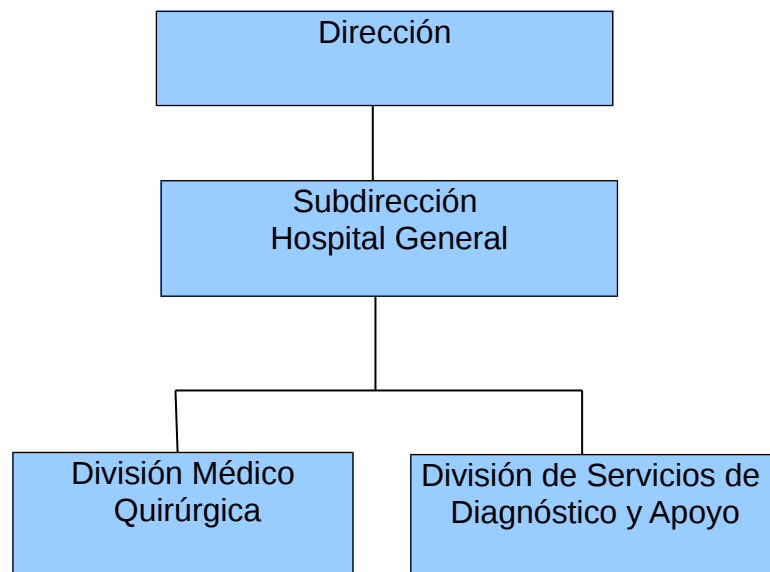 Dirección
Subdirección
Hospital General
División Médico
Quirúrgica
División de Servicios de
Diagnóstico y Apoyo